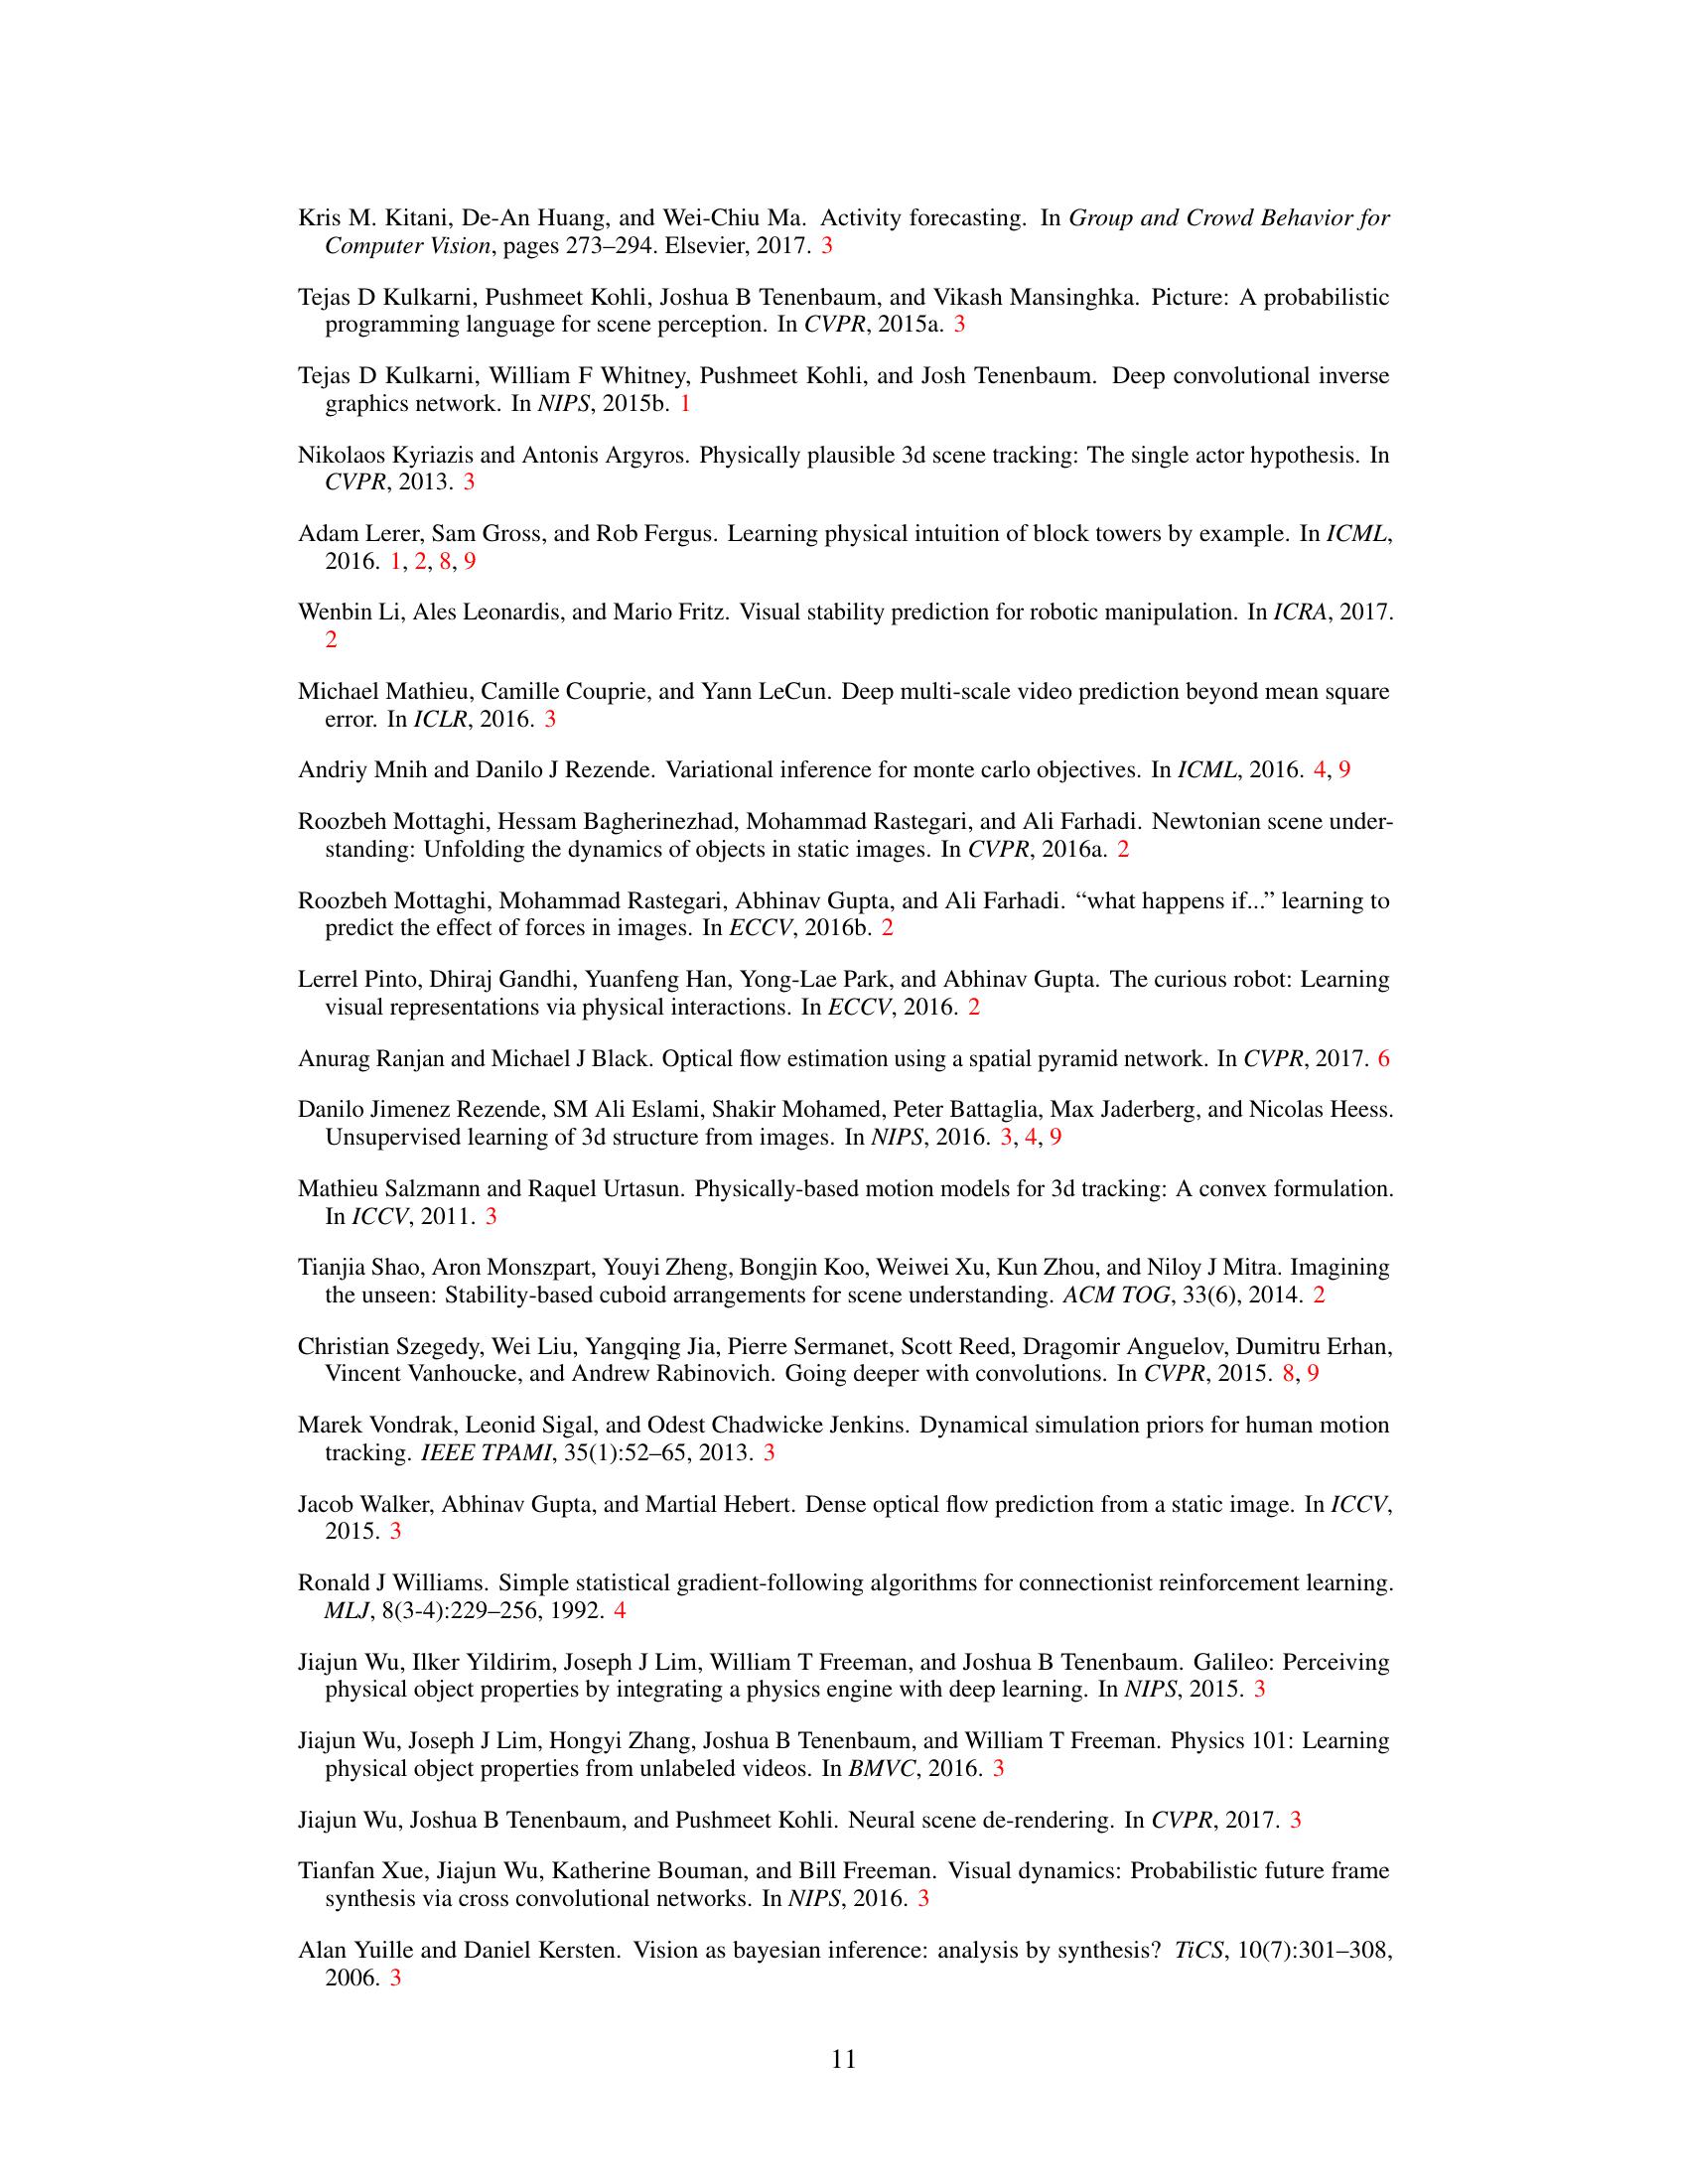 Kris M. Kitani, De-An Huang, and Wei-Chiu Ma. Activity forecasting. In Group and Crowd Behavior for
Computer Vision, pages 273–294. Elsevier, 2017. 3
Tejas D Kulkarni, Pushmeet Kohli, Joshua B Tenenbaum, and Vikash Mansinghka. Picture: A probabilistic
programming language for scene perception. In CVPR, 2015a. 3
Tejas D Kulkarni, William F Whitney, Pushmeet Kohli, and Josh Tenenbaum. Deep convolutional inverse
graphics network. In NIPS, 2015b. 1
Nikolaos Kyriazis and Antonis Argyros. Physically plausible 3d scene tracking: The single actor hypothesis. In
CVPR, 2013. 3
Adam Lerer, Sam Gross, and Rob Fergus. Learning physical intuition of block towers by example. In ICML,
2016. 1, 2, 8, 9
Wenbin Li, Ales Leonardis, and Mario Fritz. Visual stability prediction for robotic manipulation. In ICRA, 2017.
2
Michael Mathieu, Camille Couprie, and Yann LeCun. Deep multi-scale video prediction beyond mean square
error. In ICLR, 2016. 3
Andriy Mnih and Danilo J Rezende. Variational inference for monte carlo objectives. In ICML, 2016. 4, 9
Roozbeh Mottaghi, Hessam Bagherinezhad, Mohammad Rastegari, and Ali Farhadi. Newtonian scene under-
standing: Unfolding the dynamics of objects in static images. In CVPR, 2016a. 2
Roozbeh Mottaghi, Mohammad Rastegari, Abhinav Gupta, and Ali Farhadi. “what happens if...” learning to
predict the effect of forces in images. In ECCV, 2016b. 2
Lerrel Pinto, Dhiraj Gandhi, Yuanfeng Han, Yong-Lae Park, and Abhinav Gupta. The curious robot: Learning
visual representations via physical interactions. In ECCV, 2016. 2
Anurag Ranjan and Michael J Black. Optical flow estimation using a spatial pyramid network. In CVPR, 2017. 6
Danilo Jimenez Rezende, SM Ali Eslami, Shakir Mohamed, Peter Battaglia, Max Jaderberg, and Nicolas Heess.
Unsupervised learning of 3d structure from images. In NIPS, 2016. 3, 4, 9
Mathieu Salzmann and Raquel Urtasun. Physically-based motion models for 3d tracking: A convex formulation.
In ICCV, 2011. 3
Tianjia Shao, Aron Monszpart, Youyi Zheng, Bongjin Koo, Weiwei Xu, Kun Zhou, and Niloy J Mitra. Imagining
the unseen: Stability-based cuboid arrangements for scene understanding. ACM TOG, 33(6), 2014. 2
Christian Szegedy, Wei Liu, Yangqing Jia, Pierre Sermanet, Scott Reed, Dragomir Anguelov, Dumitru Erhan,
Vincent Vanhoucke, and Andrew Rabinovich. Going deeper with convolutions. In CVPR, 2015. 8, 9
Marek Vondrak, Leonid Sigal, and Odest Chadwicke Jenkins. Dynamical simulation priors for human motion
tracking. IEEE TPAMI, 35(1):52–65, 2013. 3
Jacob Walker, Abhinav Gupta, and Martial Hebert. Dense optical flow prediction from a static image. In ICCV,
2015. 3
Ronald J Williams. Simple statistical gradient-following algorithms for connectionist reinforcement learning.
MLJ, 8(3-4):229–256, 1992. 4
Jiajun Wu, Ilker Yildirim, Joseph J Lim, William T Freeman, and Joshua B Tenenbaum. Galileo: Perceiving
physical object properties by integrating a physics engine with deep learning. In NIPS, 2015. 3
Jiajun Wu, Joseph J Lim, Hongyi Zhang, Joshua B Tenenbaum, and William T Freeman. Physics 101: Learning
physical object properties from unlabeled videos. In BMVC, 2016. 3
Jiajun Wu, Joshua B Tenenbaum, and Pushmeet Kohli. Neural scene de-rendering. In CVPR, 2017. 3
Tianfan Xue, Jiajun Wu, Katherine Bouman, and Bill Freeman. Visual dynamics: Probabilistic future frame
synthesis via cross convolutional networks. In NIPS, 2016. 3
Alan Yuille and Daniel Kersten. Vision as bayesian inference: analysis by synthesis? TiCS, 10(7):301–308,
2006. 3
11